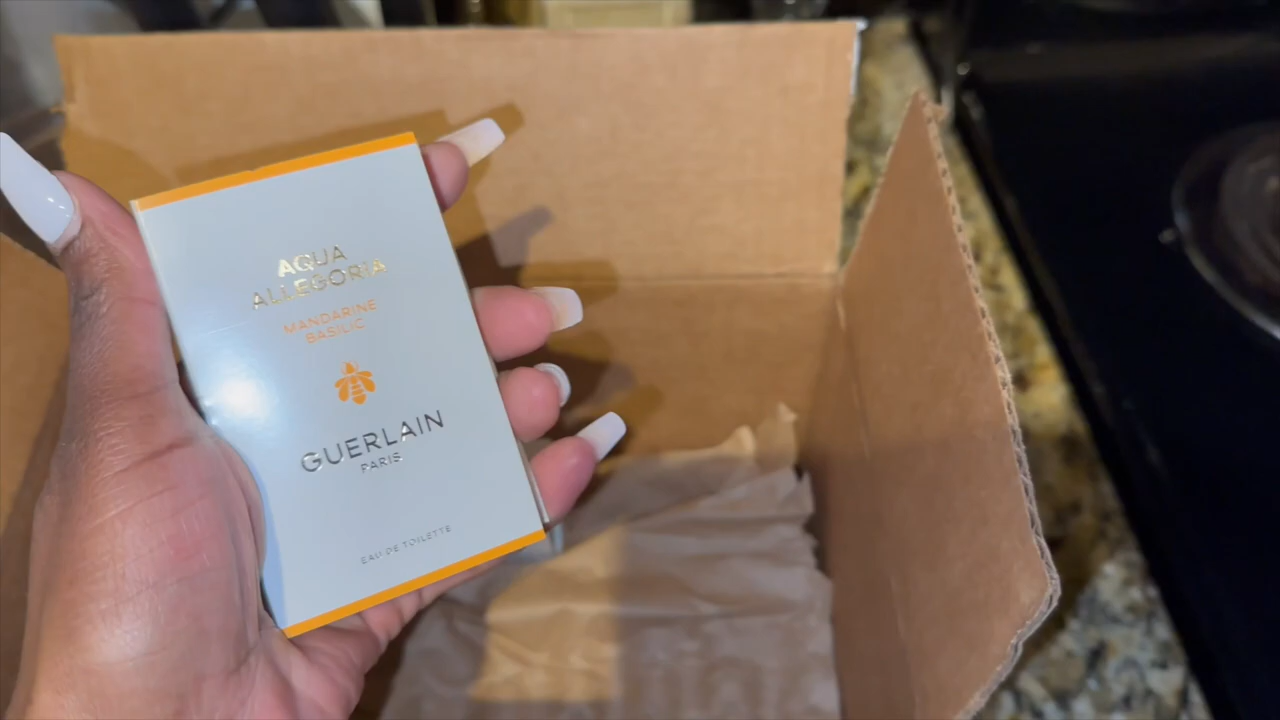 AQUA
ALLEGORIA
MANDARINE
BASILIC
GUERLAIN
PARIS
EAU DE TOILETTE